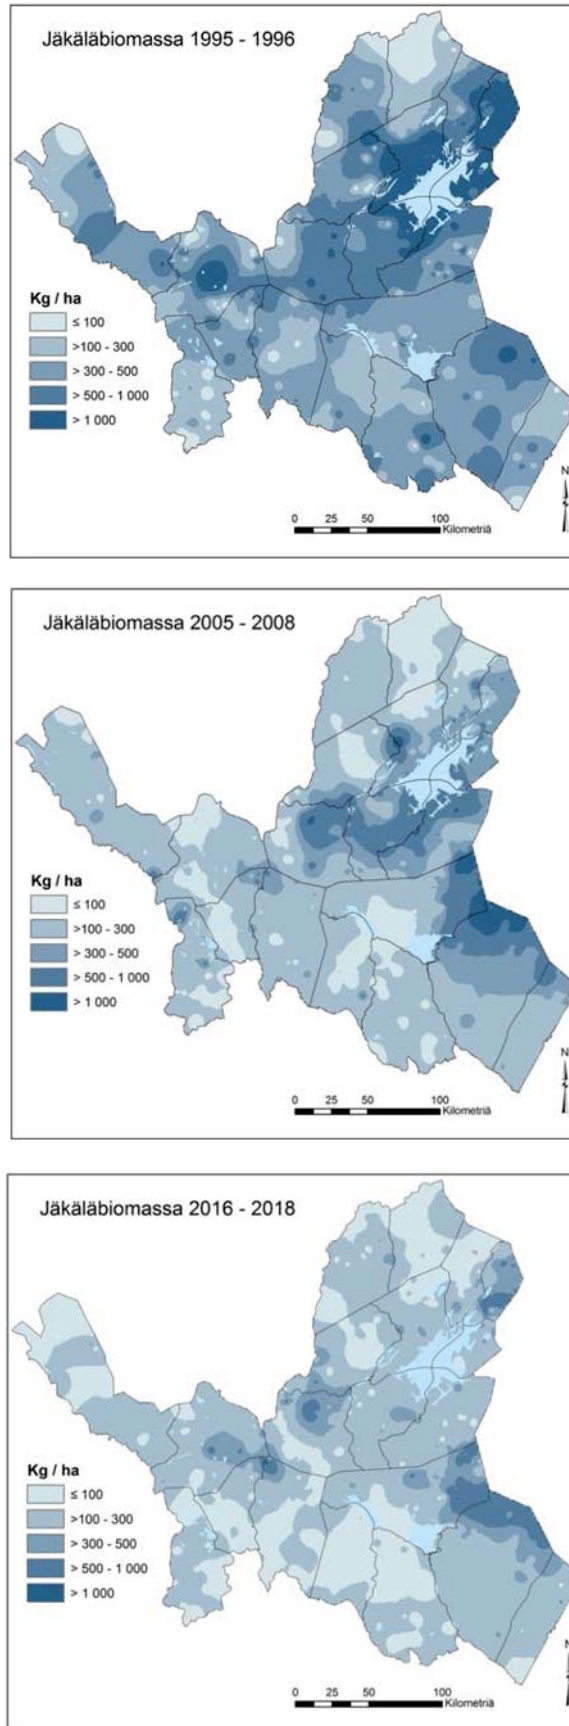 Jäkäläbiomassa 1995 - 1996
Kg / ha
≤ 100
>100 - 300
> 300 - 500
> 500 - 1 000
> 1 000
N
0 25 50 100
Kilometriä
Jäkäläbiomassa 2005 - 2008
Kg / ha
≤ 100
>100 - 300
> 300 - 500
> 500 - 1 000
> 1 000
N
0 25 50 100
Kilometriä
Jäkäläbiomassa 2016 - 2018
Kg / ha
≤ 100
>100 - 300
> 300 - 500
> 500 - 1 000
> 1 000
N
0 25 50 100
Kilometriä